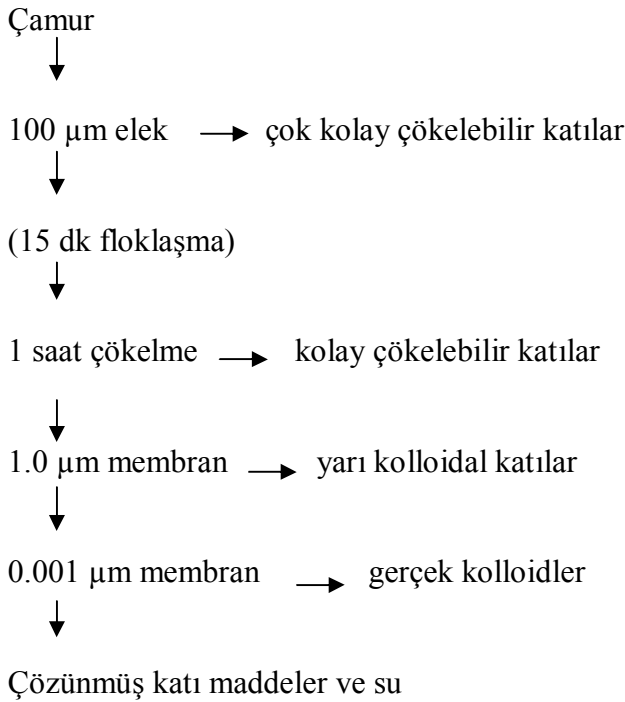 Çamur
100 µm elek → çok kolay çökelebilir katılar
(15 dk floklaşma)
1 saat çökelme → kolay çökelebilir katılar
1.0 µm membran → yarı kolloidal katılar
0.001 µm membran → gerçek kolloidler
Çözünmüş katı maddeler ve su